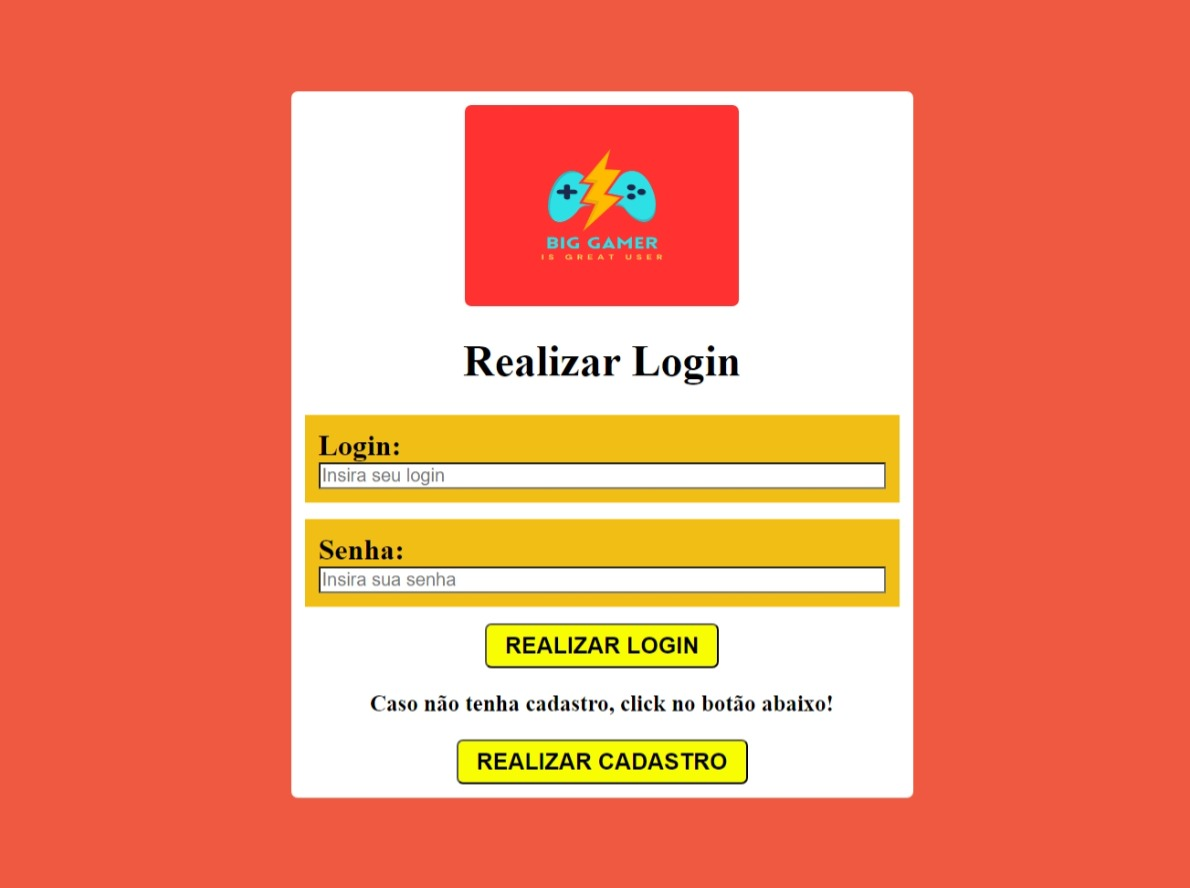 BIG GAMER
IS GREAT USER
Realizar Login
Login:
Insira seu login
Senha:
Insira sua senha
REALIZAR LOGIN
Caso não tenha cadastro, click no botão abaixo!
REALIZAR CADASTRO